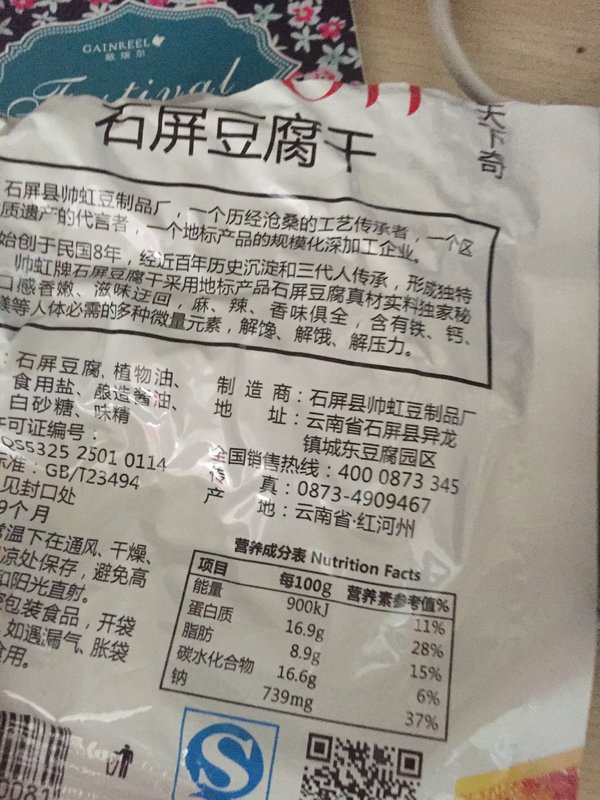 GAINREEL
Festival
天下奇
石屏豆腐干
石屏县帅虹豆制品厂，一个历经沧桑的工艺传承者，一个区
质遗产的代言者，一个地标产品的规模化深加工企业。
始创于民国8年，经近百年历史沉淀和三代人传承，形成独特
帅虹牌石屏豆腐干采用地标产品石屏豆腐真材实料独家秘
口感香嫩、滋味迂回，麻、辣、香味俱全，含有铁、钙、
镁等人体必需的多种微量元素，解馋、解饿、解压力。
：石屏豆腐、植物油、
食用盐、酿造酱油、
白砂糖、味精
可证编号：
QS5325 2501 0114
准：GB/T23494
见封口处
9个月
常温下在通风、干燥、
凉处保存，避免高
和阳光直射。
包装食品，开袋
如遇漏气、胀袋
食用。
制造商：石屏县帅虹豆制品厂
地址：云南省石屏县异龙
镇城东豆腐园区
全国销售热线：400 0873 345
传真：0873-4909467
产地：云南省·红河州
营养成分表 Nutrition Facts
项目 每100g 营养素参考值%
能量 900kJ 11%
蛋白质 16.9g 28%
脂肪 8.9g 15%
碳水化合物 16.6g 6%
钠 739mg 37%
S